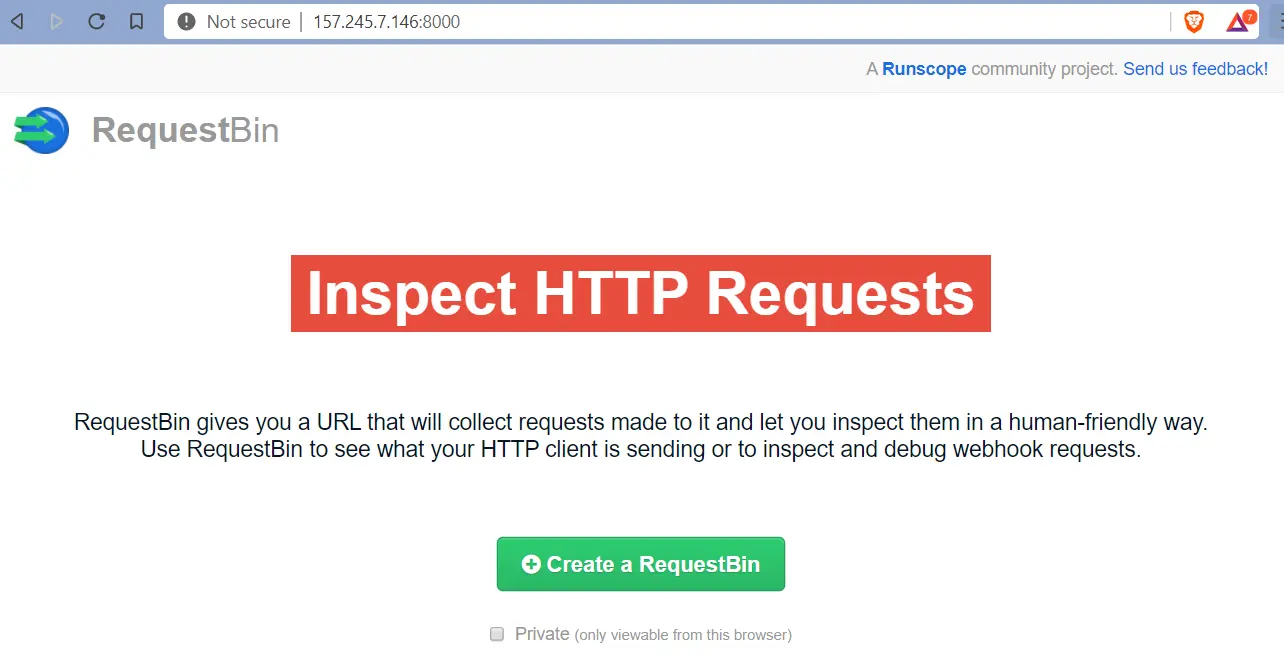 Not secure | 157.245.7.146:8000
7
A Runscope community project. Send us feedback!
RequestBin
Inspect HTTP Requests
RequestBin gives you a URL that will collect requests made to it and let you inspect them in a human-friendly way.
Use RequestBin to see what your HTTP client is sending or to inspect and debug webhook requests.
Create a RequestBin
Private (only viewable from this browser)